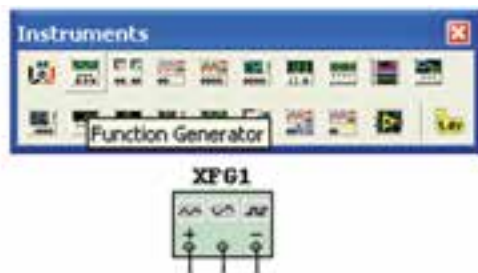 Instruments
Function Generator
XFG1
+ −